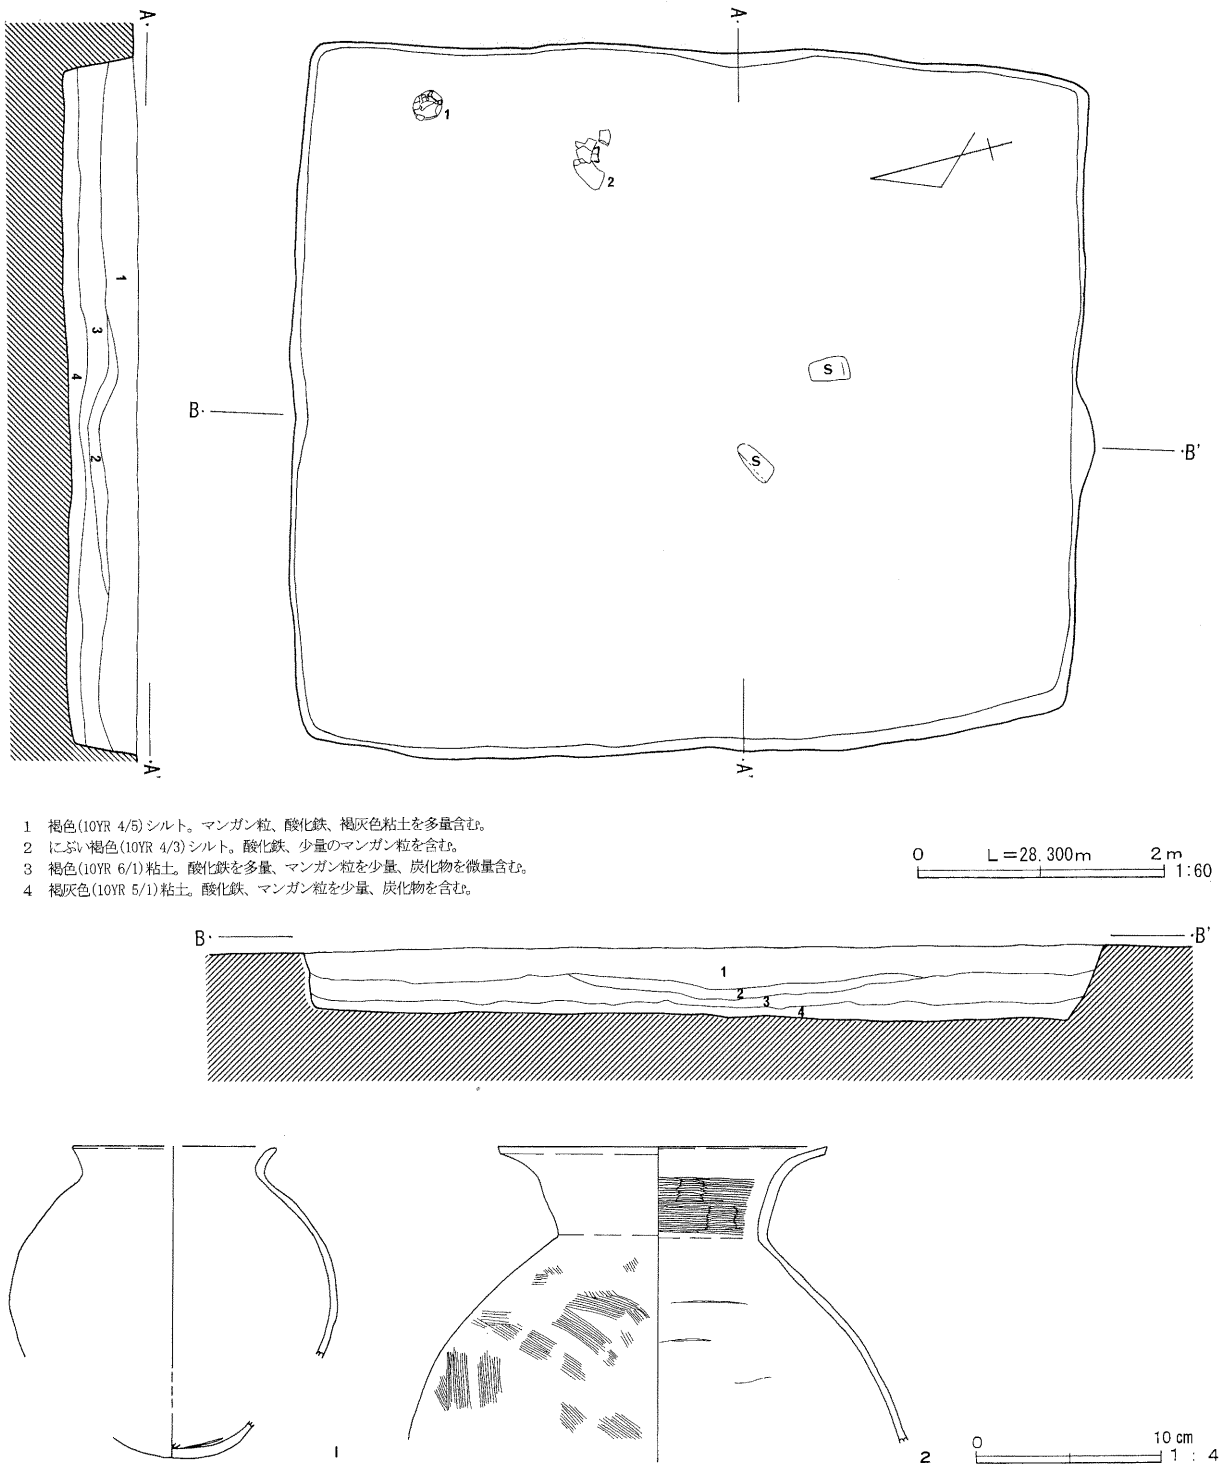 A・
A・
1
2
1
3
4
2
S
S
B・
・B'
・A'
・A'
1 褐色(10YR 4/5)シルト。マンガン粒、酸化鉄、褐灰色粘土を多量含む。
2 にぶい褐色(10YR 4/3)シルト。酸化鉄、少量のマンガン粒を含む。
3 褐色(10YR 6/1)粘土。酸化鉄を多量、マンガン粒を少量、炭化物を微量含む。
4 褐灰色(10YR 5/1)粘土。酸化鉄、マンガン粒を少量、炭化物を含む。
0 L=28.300m 2m
1:60
B・
・B'
1
2
3
4
1
2
0 10cm
1:4